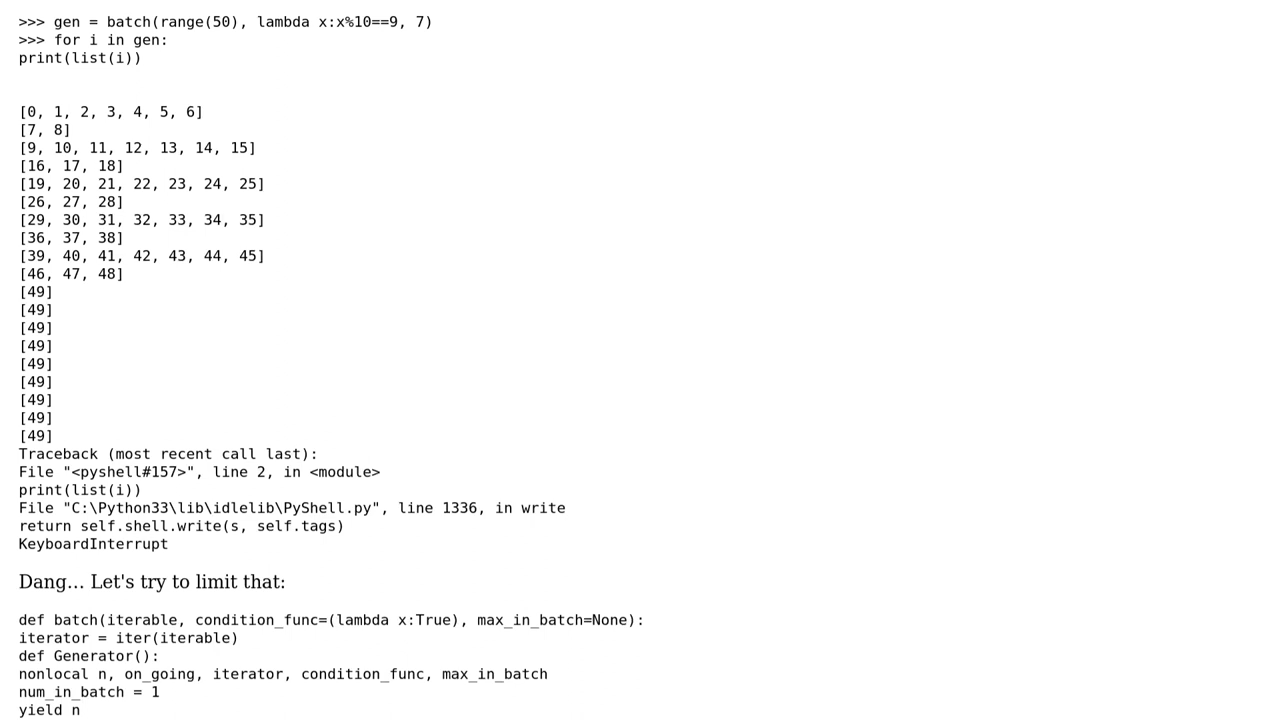 >>> gen = batch(range(50), lambda x:x%10==9, 7)
>>> for i in gen:
print(list(i))
[0, 1, 2, 3, 4, 5, 6]
[7, 8]
[9, 10, 11, 12, 13, 14, 15]
[16, 17, 18]
[19, 20, 21, 22, 23, 24, 25]
[26, 27, 28]
[29, 30, 31, 32, 33, 34, 35]
[36, 37, 38]
[39, 40, 41, 42, 43, 44, 45]
[46, 47, 48]
[49]
[49]
[49]
[49]
[49]
[49]
[49]
[49]
[49]
Traceback (most recent call last):
File "<pyshell#157>", line 2, in <module>
print(list(i))
File "C:\Python33\lib\idlelib\PyShell.py", line 1336, in write
return self.shell.write(s, self.tags)
KeyboardInterrupt
Dang... Let's try to limit that:
def batch(iterable, condition_func=(lambda x:True), max_in_batch=None):
iterator = iter(iterable)
def Generator():
nonlocal n, on_going, iterator, condition_func, max_in_batch
num_in_batch = 1
yield n